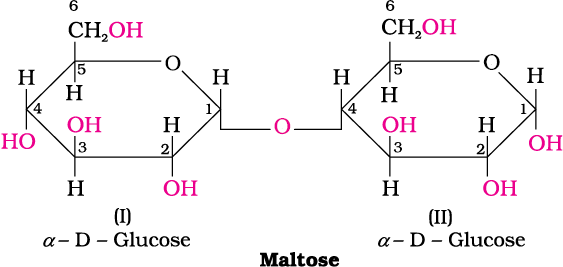 6 6
CH₂OH CH₂OH
H 5 O H H 5 O H
H H
4 OH H 1 O 4 OH H 1
HO 3 2 3 2 OH
H OH H OH
(I) (II)
α – D – Glucose α – D – Glucose
Maltose